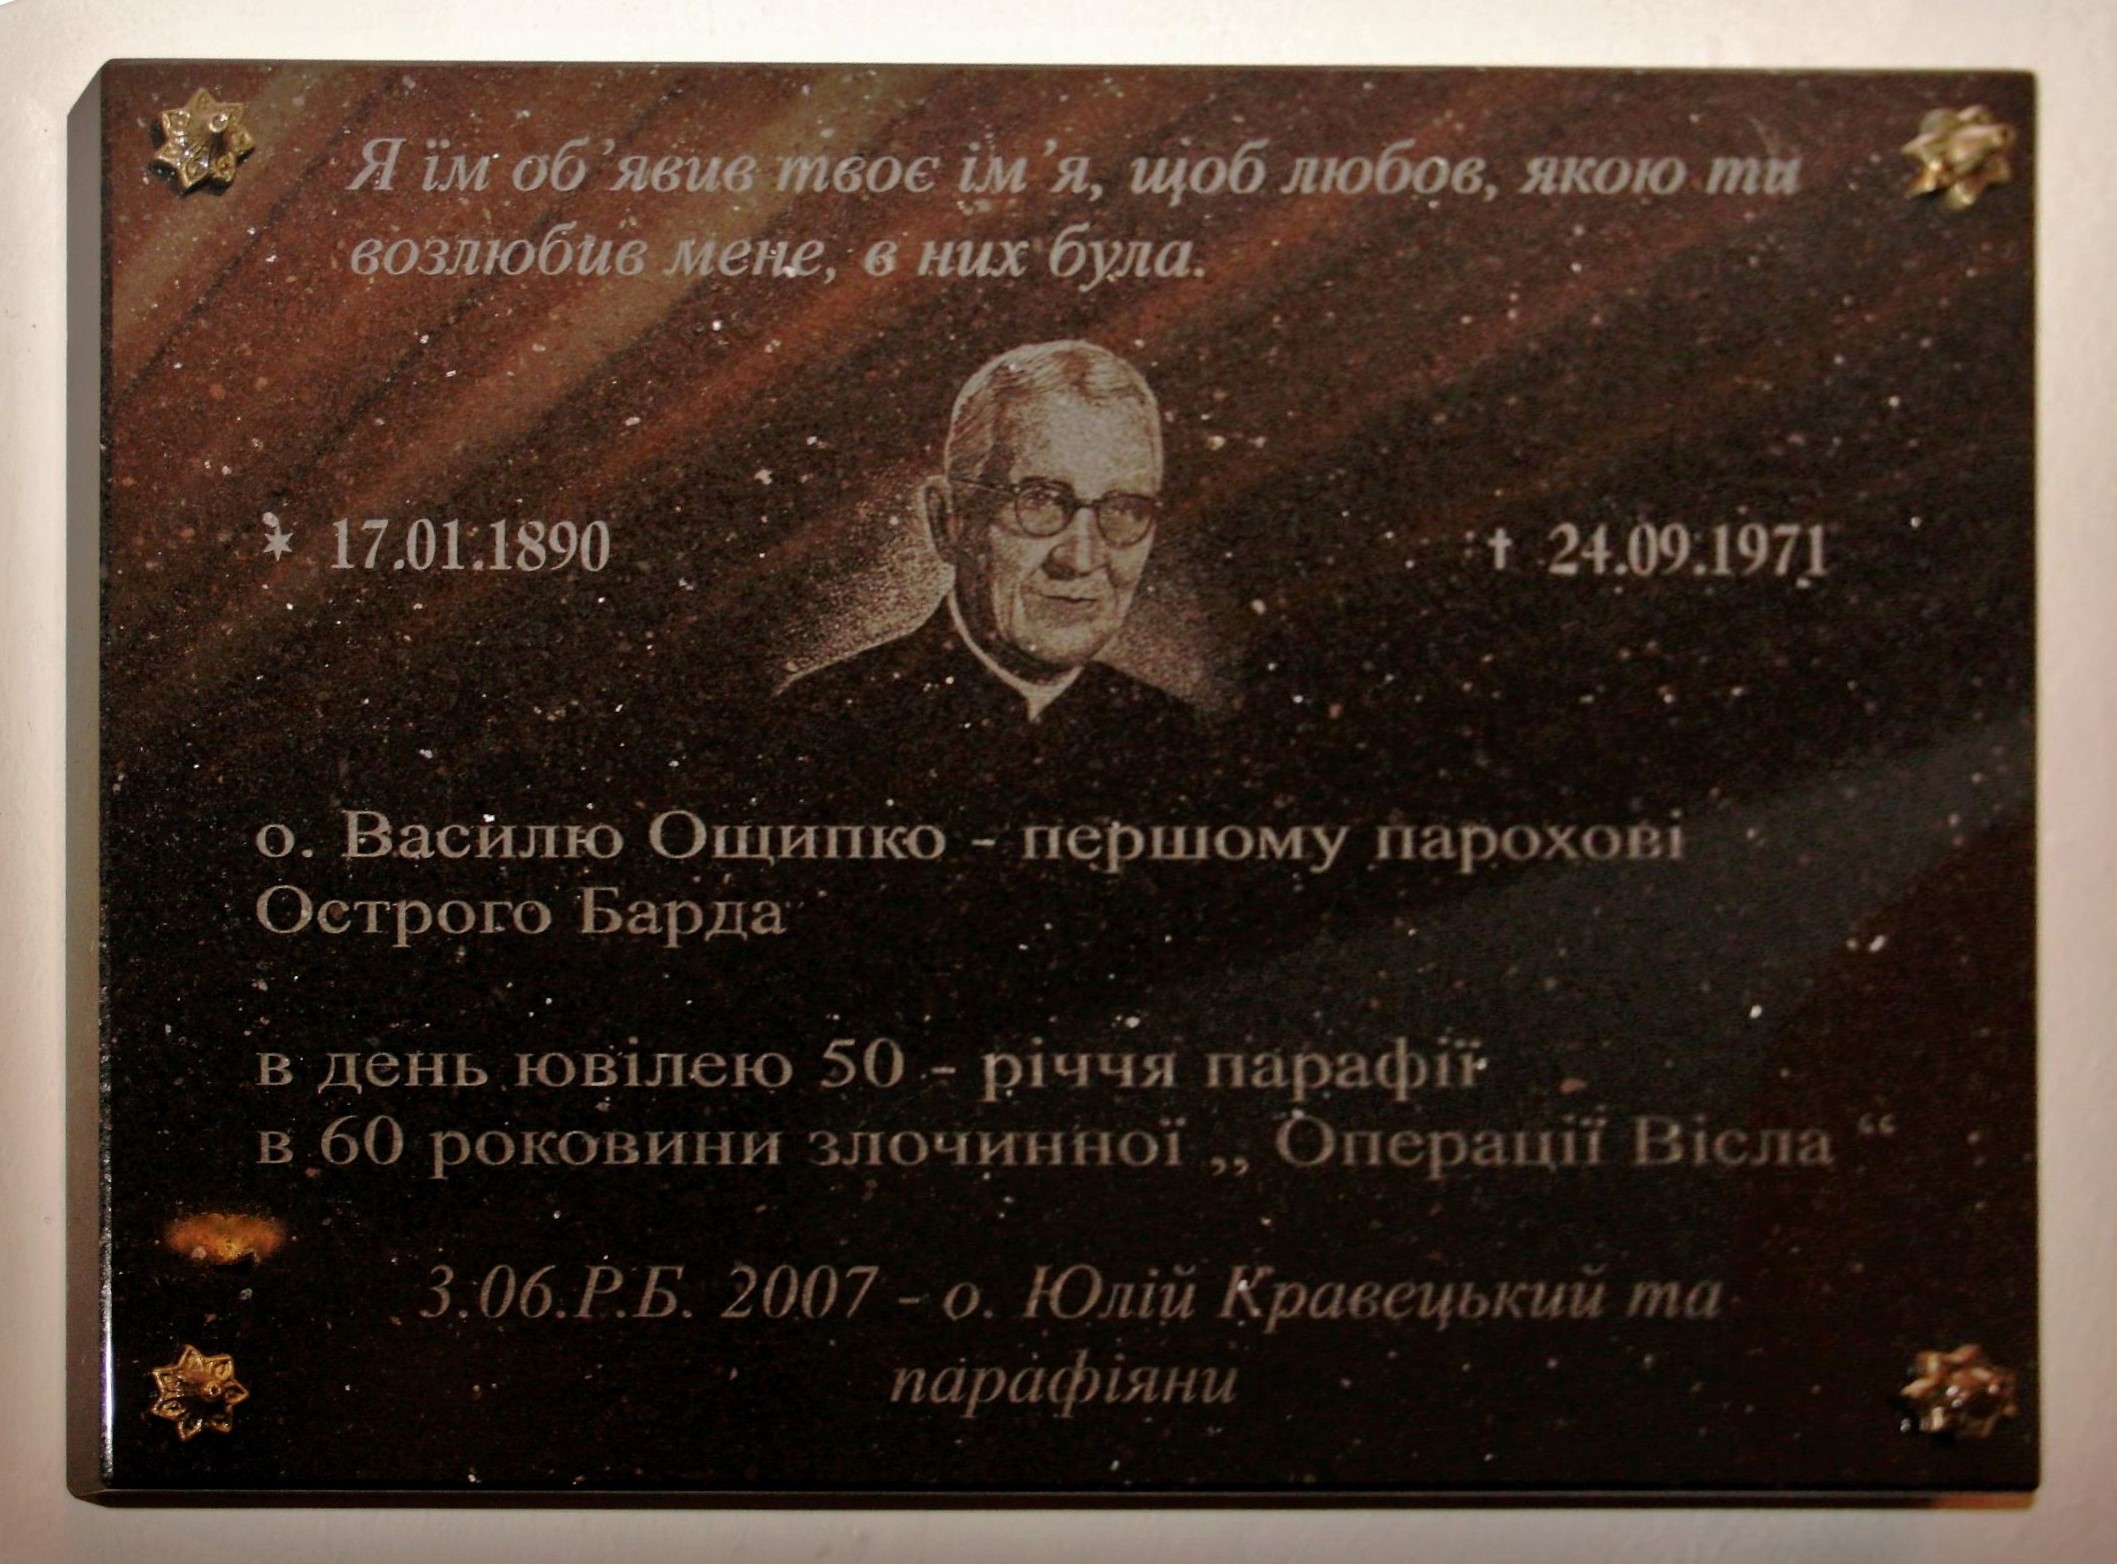 Я їм об’явив твоє ім’я, щоб любов, якою ти
возлюбив мене, в них була.
✶ 17.01.1890
† 24.09.1971
о. Василю Ощипко - першому парохові
Острого Барда
в день ювілею 50 - річчя парафії
в 60 роковини злочинної „ Операції Вісла “
3.06.Р.Б. 2007 - о. Юлій Кравецький та
парафіяни